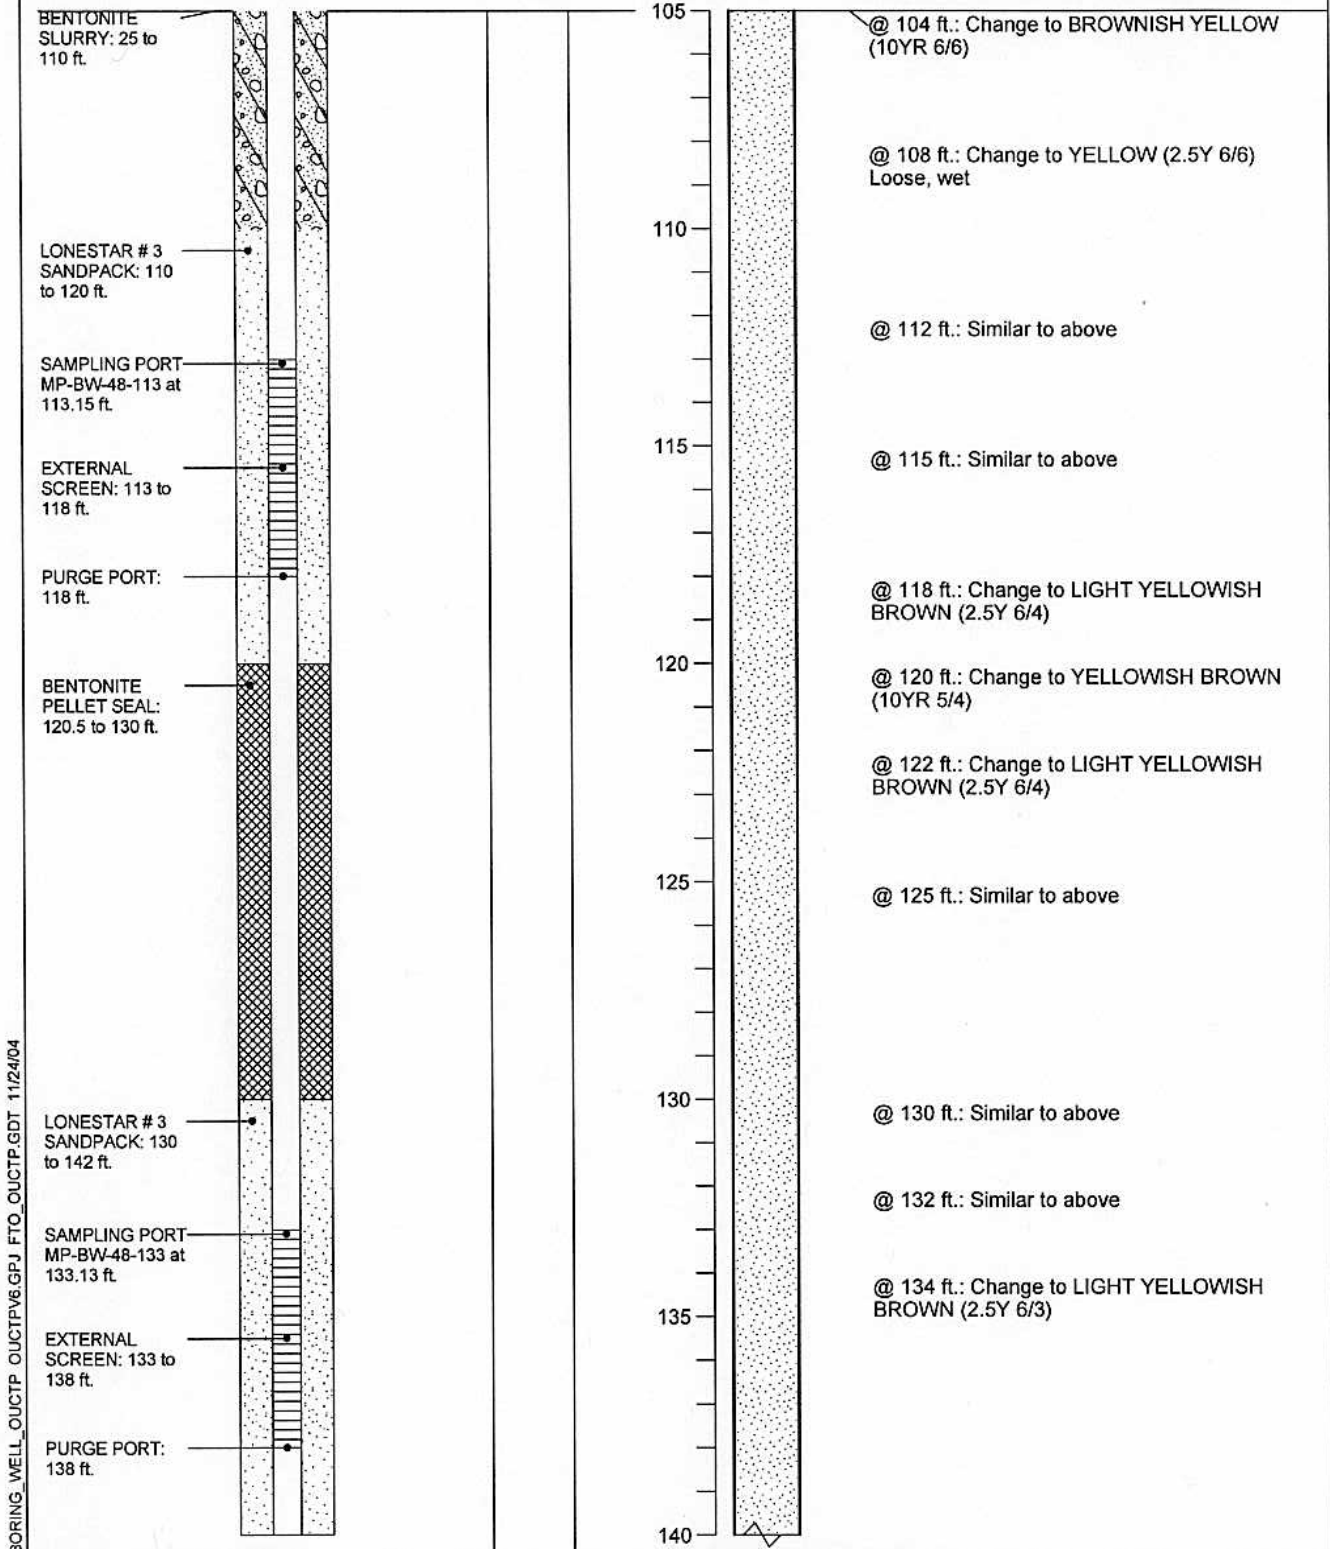 BENTONITE
SLURRY: 25 to
110 ft.
LONESTAR # 3
SANDPACK: 110
to 120 ft.
SAMPLING PORT
MP-BW-48-113 at
113.15 ft.
EXTERNAL
SCREEN: 113 to
118 ft.
PURGE PORT:
118 ft.
BENTONITE
PELLET SEAL:
120.5 to 130 ft.
LONESTAR # 3
SANDPACK: 130
to 142 ft.
SAMPLING PORT
MP-BW-48-133 at
133.13 ft.
EXTERNAL
SCREEN: 133 to
138 ft.
PURGE PORT:
138 ft.
105
110
115
120
125
130
135
140
@ 104 ft.: Change to BROWNISH YELLOW
(10YR 6/6)
@ 108 ft.: Change to YELLOW (2.5Y 6/6)
Loose, wet
@ 112 ft.: Similar to above
@ 115 ft.: Similar to above
@ 118 ft.: Change to LIGHT YELLOWISH
BROWN (2.5Y 6/4)
@ 120 ft.: Change to YELLOWISH BROWN
(10YR 5/4)
@ 122 ft.: Change to LIGHT YELLOWISH
BROWN (2.5Y 6/4)
@ 125 ft.: Similar to above
@ 130 ft.: Similar to above
@ 132 ft.: Similar to above
@ 134 ft.: Change to LIGHT YELLOWISH
BROWN (2.5Y 6/3)
BORING_WELL_OUCTP OUCTPV6.GPJ FTO_OUCTP.GDT 11/24/04